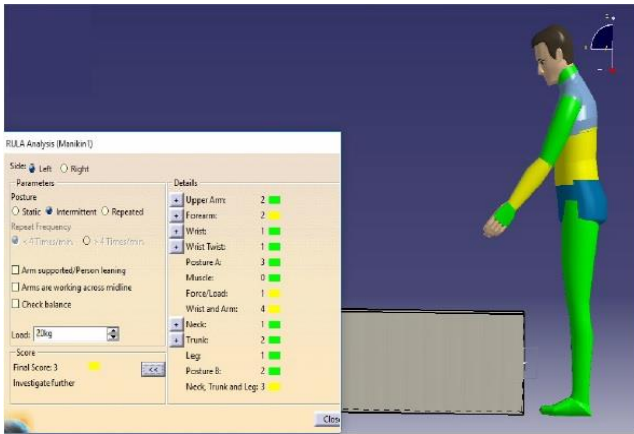 RULA Analysis (Manikin1)
Side: Left Right
Parameters
Posture
Static Intermittent Repeated
Repeat Frequency
< 4 Times/min. > 4 Times/min.
Arm supported/Person leaning
Arms are working across midline
Check balance
Load: 20kg
Score
Final Score: 3
Investigate further
<<
Details
+ Upper Arm: 2
+ Forearm: 2
+ Wrist: 1
+ Wrist Twist: 1
Posture A: 3
Muscle: 0
Force/Load: 1
Wrist and Arm: 4
+ Neck: 1
+ Trunk: 2
Leg: 1
Posture B: 2
Neck, Trunk and Leg: 3
Close